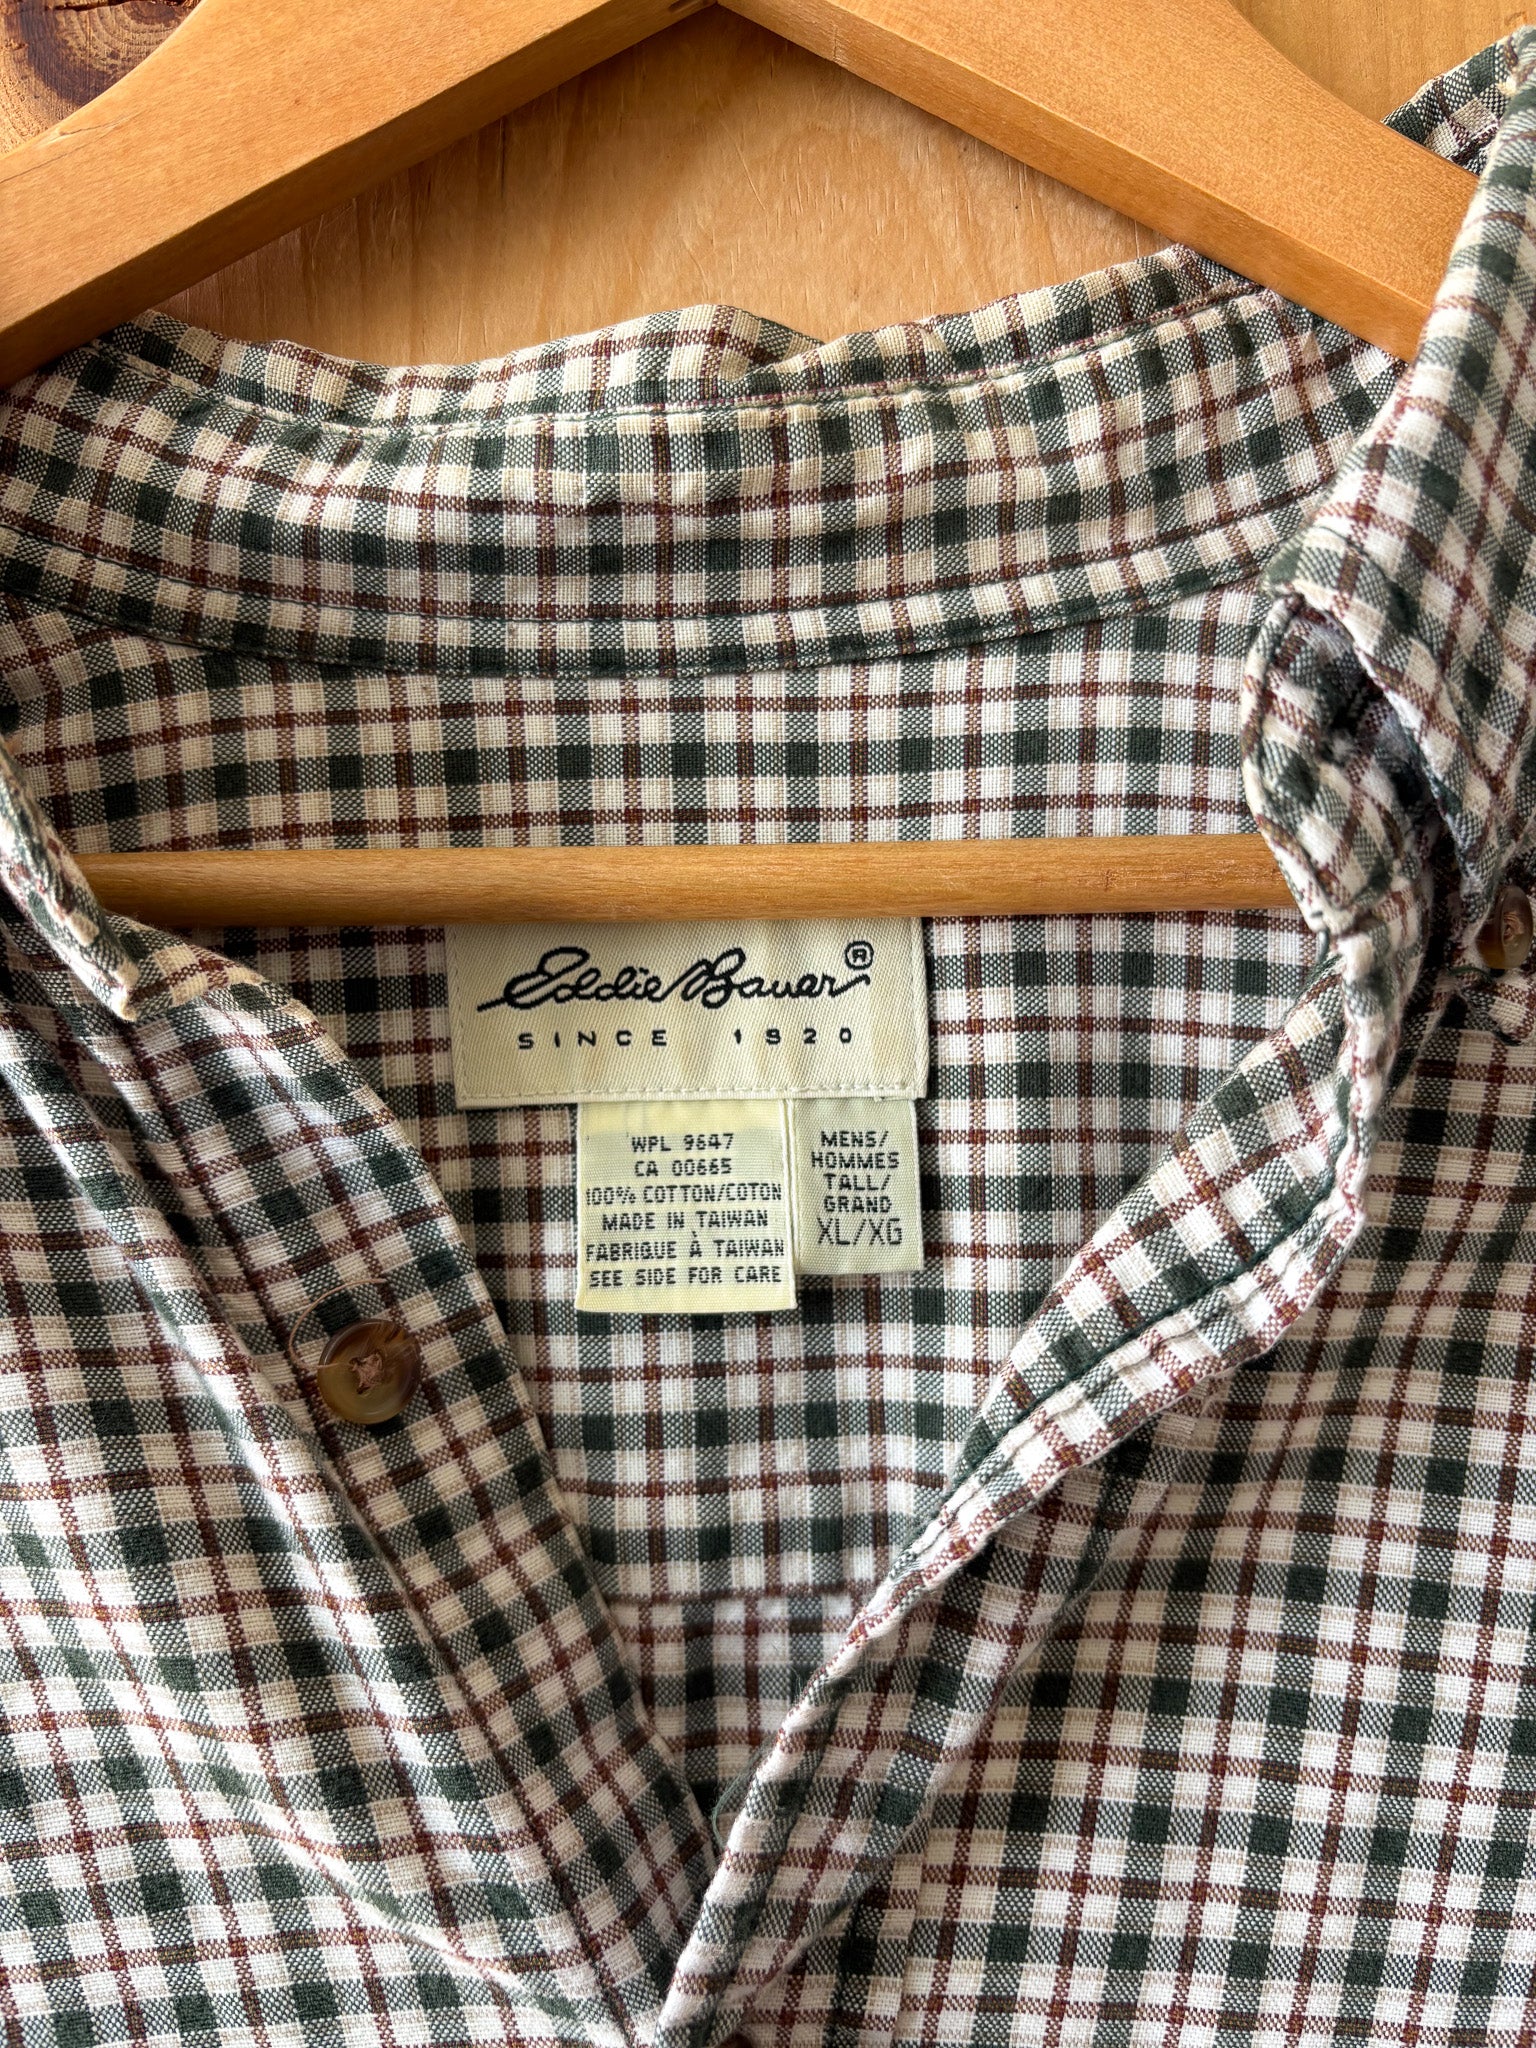 Eddie Bauer®
SINCE 1920
WPL 9647
CA 00665
100% COTTON/COTON
MADE IN TAIWAN
FABRIQUE À TAIWAN
SEE SIDE FOR CARE
MENS/
HOMMES
TALL/
GRAND
XL/XG